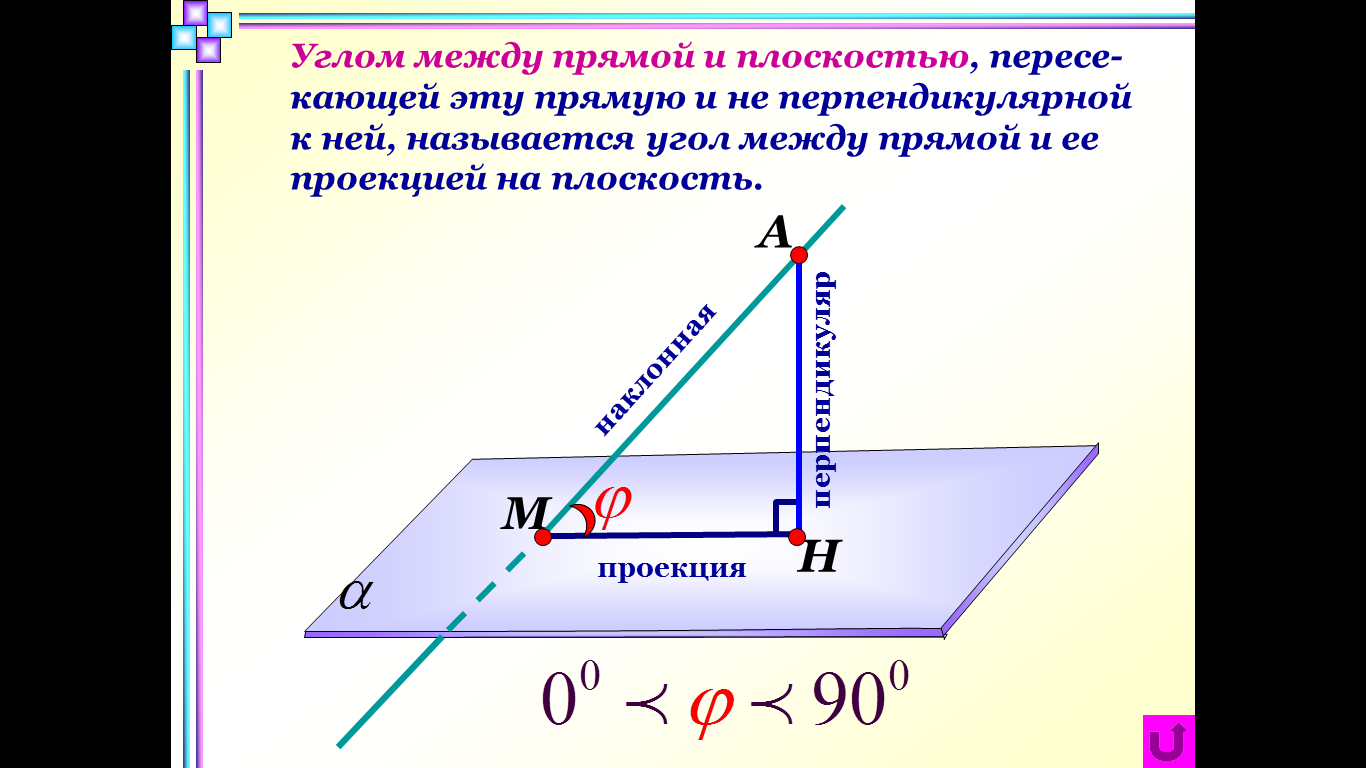 Углом между прямой и плоскостью, пересе-
кающей эту прямую и не перпендикулярной
к ней, называется угол между прямой и ее
проекцией на плоскость.
А
наклонная
перпендикуляр
М
φ
Н
проекция
α
0⁰ ≺ φ ≺ 90⁰